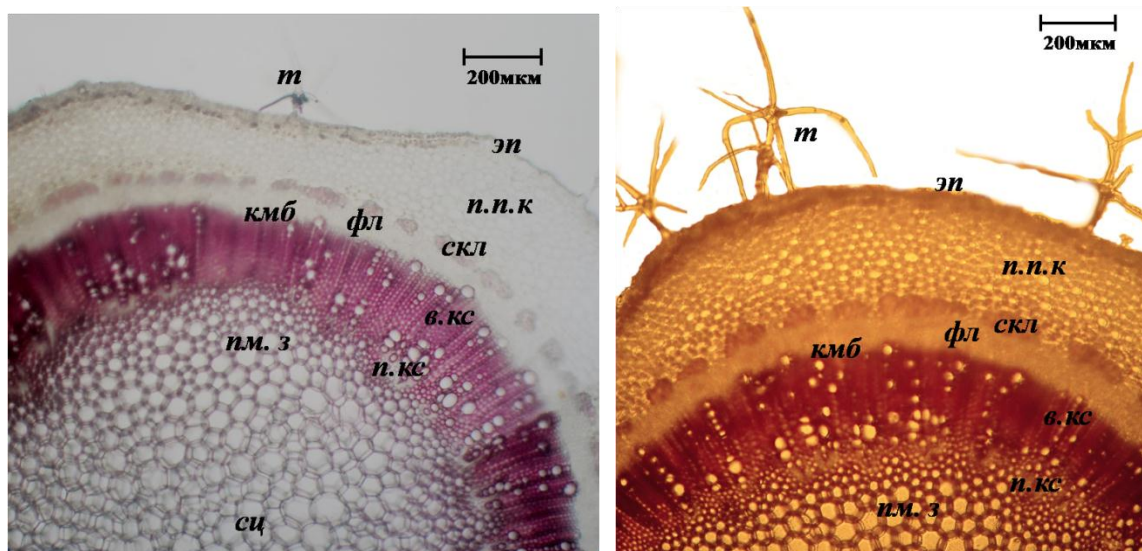 200мкм
т
эп
п.п.к
кмб
фл
скл
в.кс
пм. з
п.кс
сц
200мкм
т
эп
п.п.к
скл
фл
кмб
в.кс
п.кс
пм. з